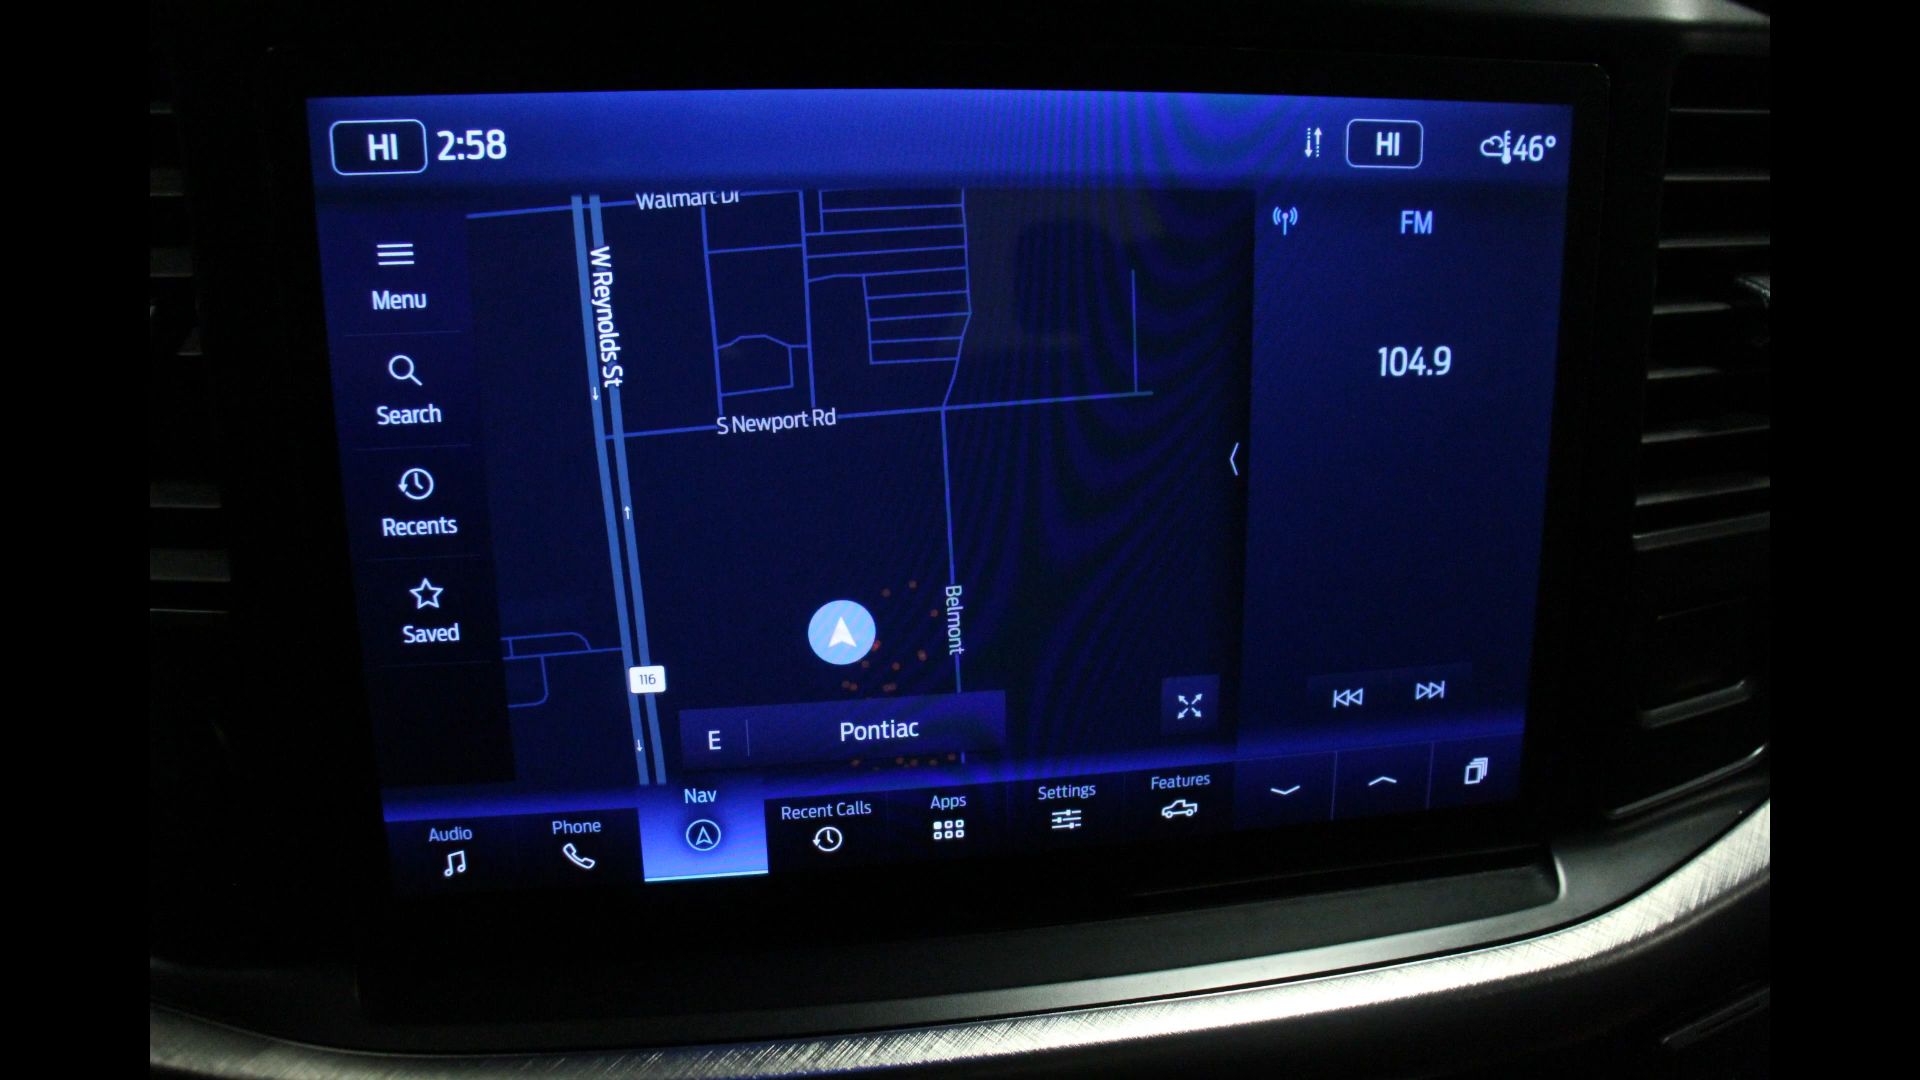 HI 2:58 HI 46°
Walmart Dr
W Reynolds St
S Newport Rd
Belmont
116
E Pontiac
Menu
Search
Recents
Saved
FM
104.9
Audio
Phone
Nav
Recent Calls
Apps
Settings
Features